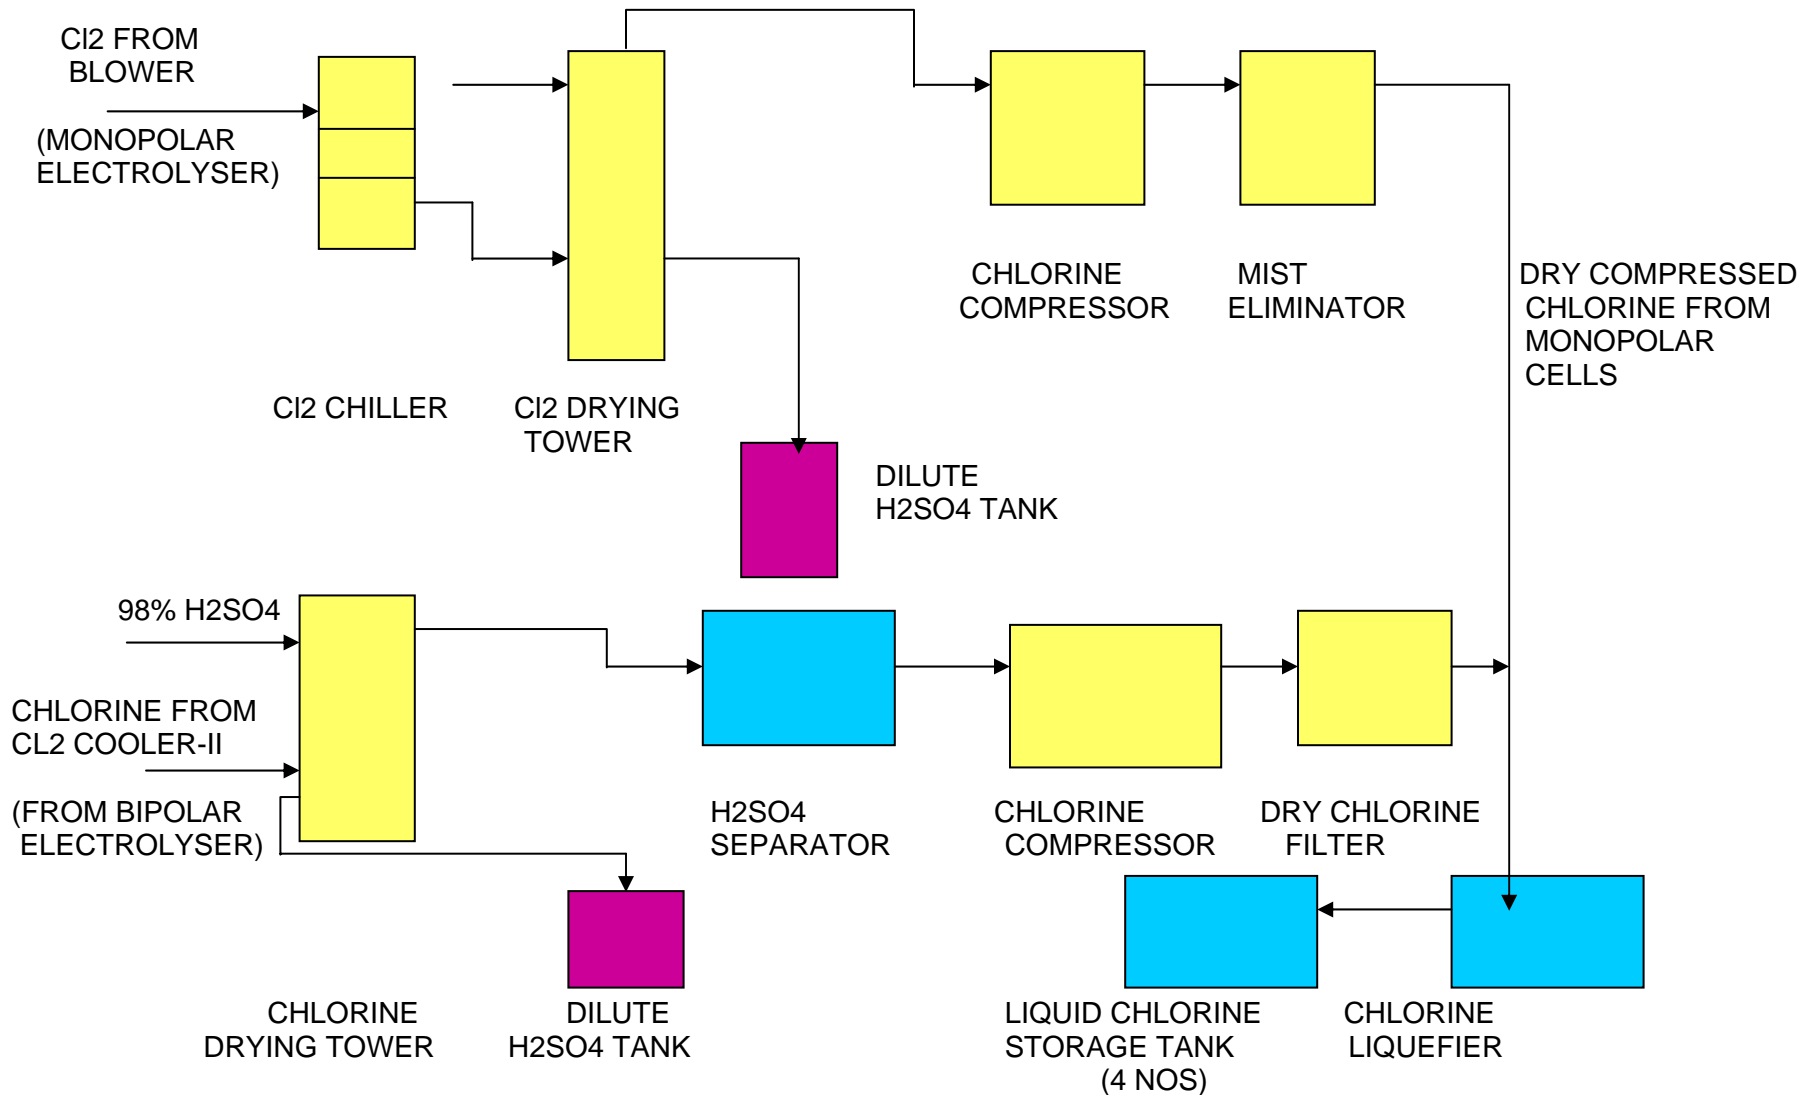 Cl2 FROM
BLOWER
(MONOPOLAR
ELECTROLYSER)
CHLORINE
COMPRESSOR
MIST
ELIMINATOR
DRY COMPRESSED
CHLORINE FROM
MONOPOLAR
CELLS
Cl2 CHILLER
Cl2 DRYING
TOWER
DILUTE
H2SO4 TANK
98% H2SO4
CHLORINE FROM
CL2 COOLER-II
(FROM BIPOLAR
ELECTROLYSER)
H2SO4
SEPARATOR
CHLORINE
COMPRESSOR
DRY CHLORINE
FILTER
CHLORINE
DRYING TOWER
DILUTE
H2SO4 TANK
LIQUID CHLORINE
STORAGE TANK
(4 NOS)
CHLORINE
LIQUEFIER